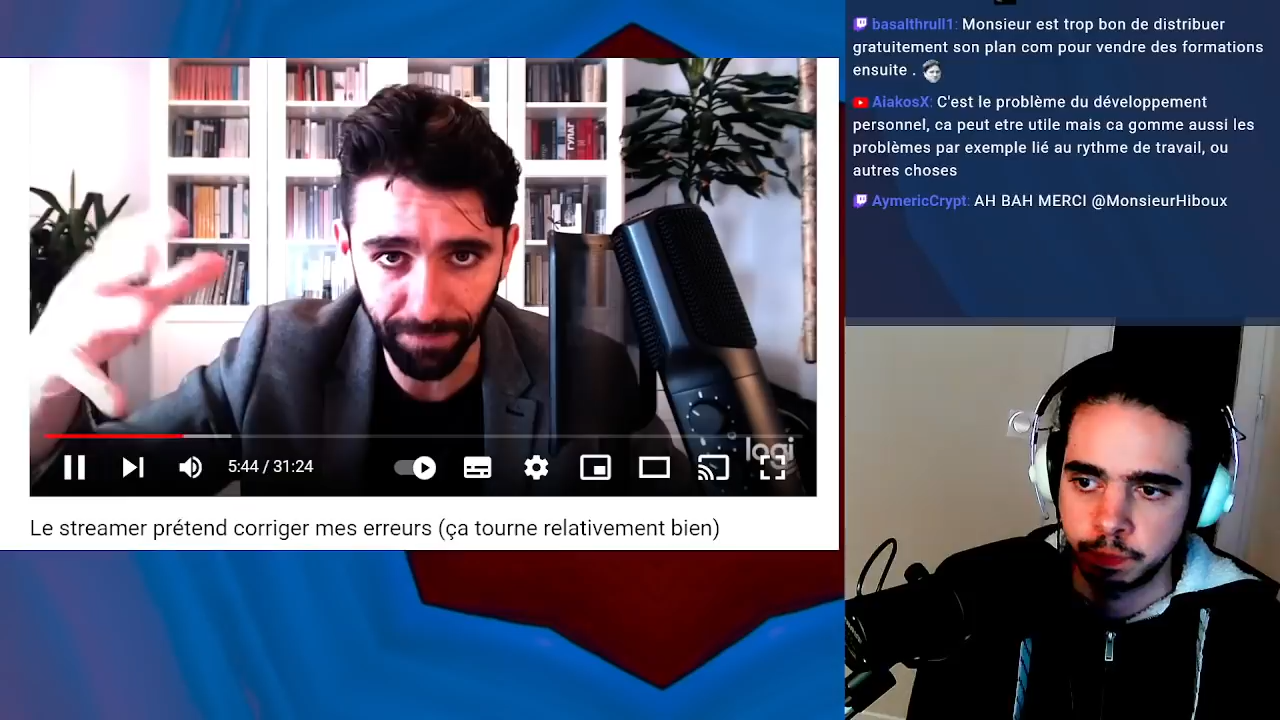 ГУЛАГ
logi
5:44 / 31:24
Le streamer prétend corriger mes erreurs (ça tourne relativement bien)
basalthrull1: Monsieur est trop bon de distribuer
gratuitement son plan com pour vendre des formations
ensuite .
AiakosX: C'est le problème du développement
personnel, ca peut etre utile mais ca gomme aussi les
problèmes par exemple lié au rythme de travail, ou
autres choses
AymericCrypt: AH BAH MERCI @MonsieurHiboux